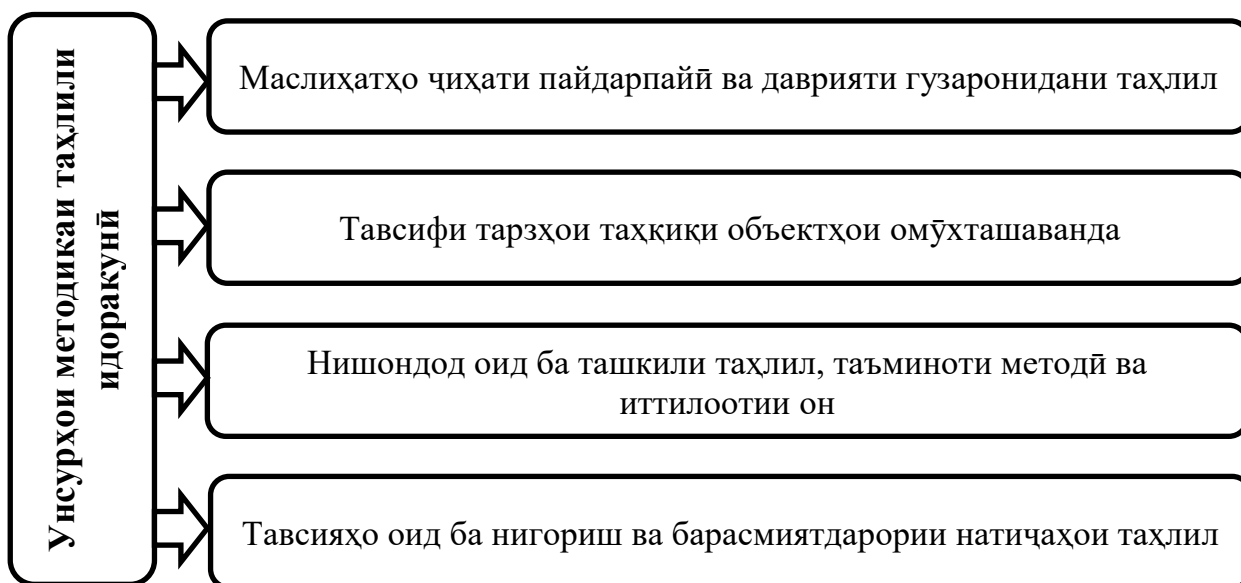 Унсурҳои методикаи таҳлили
идоракунӣ
Маслиҳатҳо ҷиҳати пайдарпайӣ ва даврияти гузаронидани таҳлил
Тавсифи тарзҳои таҳқиқи объектҳои омӯхташаванда
Нишондод оид ба ташкили таҳлил, таъминоти методӣ ва
иттилоотии он
Тавсияҳо оид ба нигориш ва барасмиятдарории натиҷаҳои таҳлил